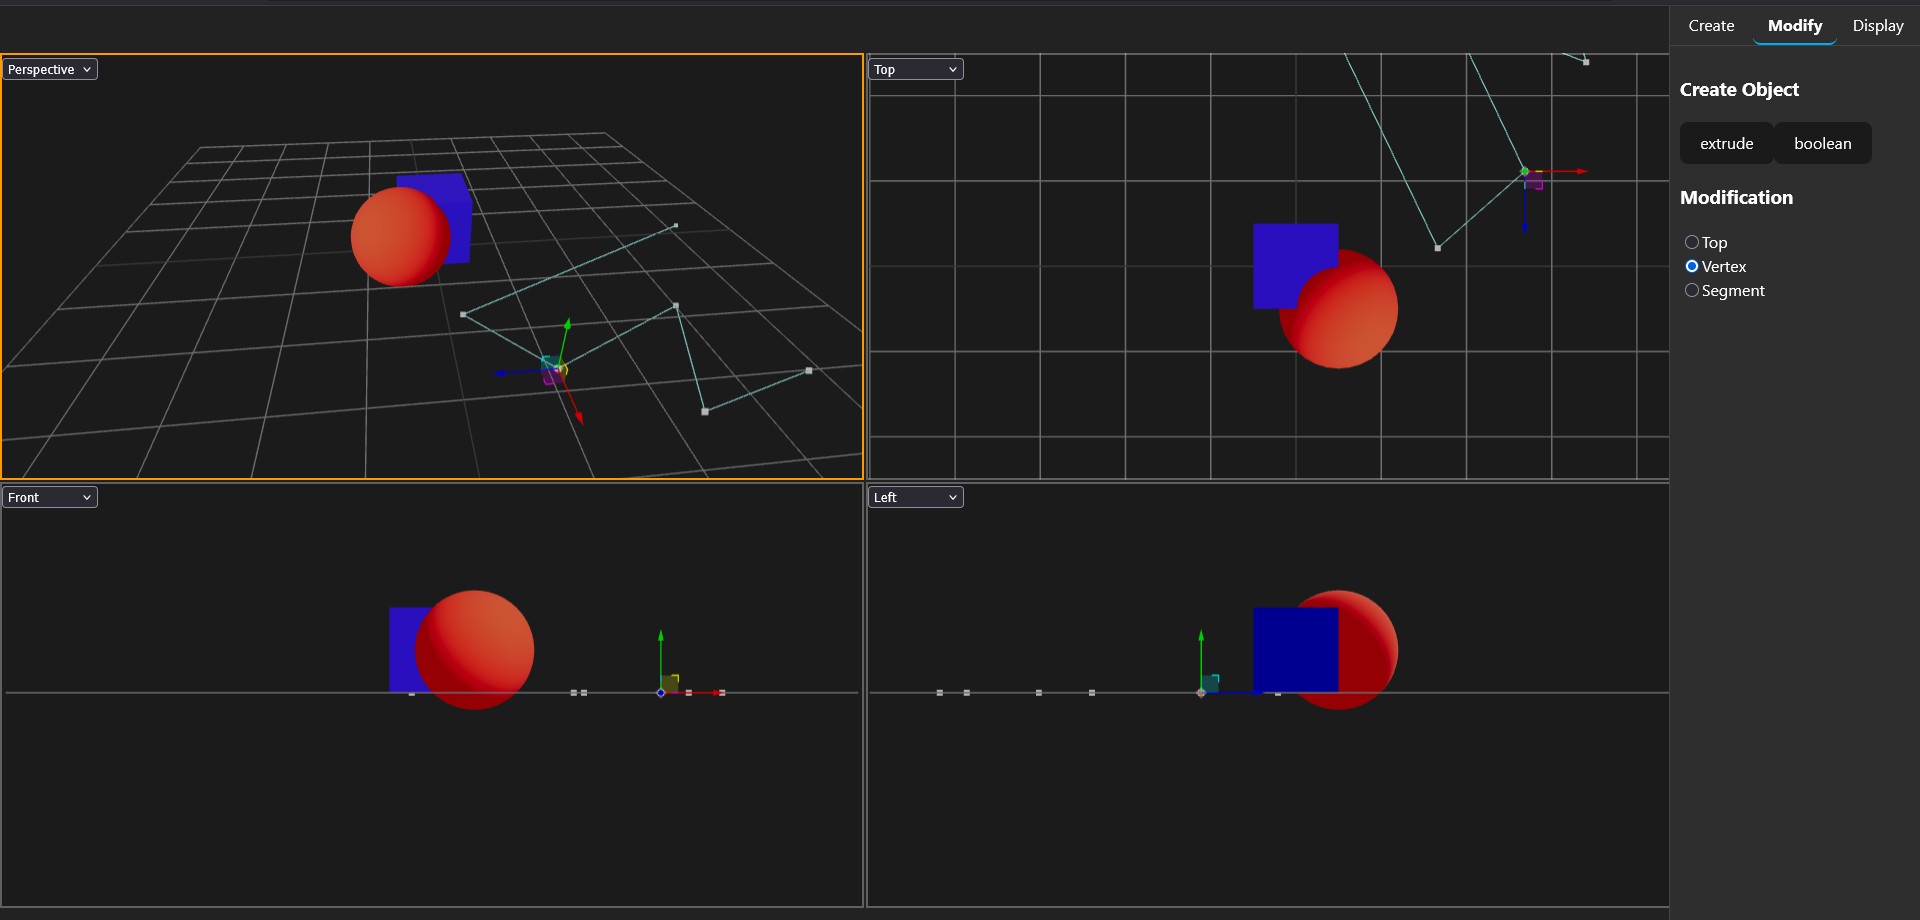 Create Modify Display
Perspective
Top
Create Object
extrude boolean
Modification
Top
Vertex
Segment
Front
Left